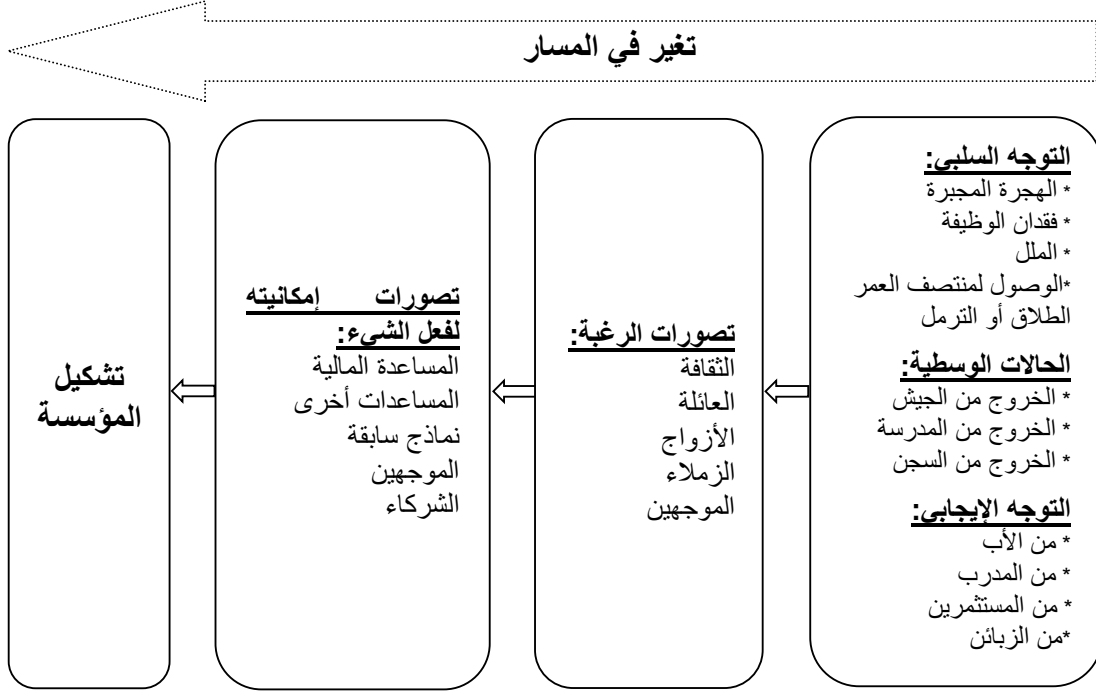 تغير في المسار
التوجه السلبي:
* الهجرة المجبرة
* فقدان الوظيفة
* الملل
*الوصول لمنتصف العمر
الطلاق أو الترمل
الحالات الوسطية:
* الخروج من الجيش
* الخروج من المدرسة
* الخروج من السجن
التوجه الإيجابي:
* من الأب
* من المدرب
* من المستثمرين
*من الزبائن
تصورات الرغبة:
الثقافة
العائلة
الأزواج
الزملاء
الموجهين
تصورات إمكانيته
لفعل الشيء:
المساعدة المالية
المساعدات أخرى
نماذج سابقة
الموجهين
الشركاء
تشكيل
المؤسسة